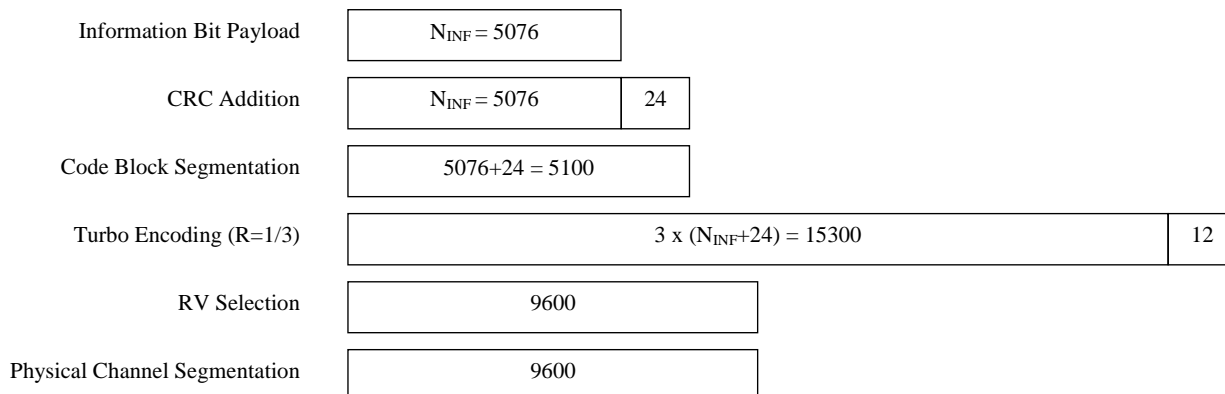 Information Bit Payload
N_INF = 5076
CRC Addition
N_INF = 5076
24
Code Block Segmentation
5076+24 = 5100
Turbo Encoding (R=1/3)
3 x (N_INF+24) = 15300
12
RV Selection
9600
Physical Channel Segmentation
9600